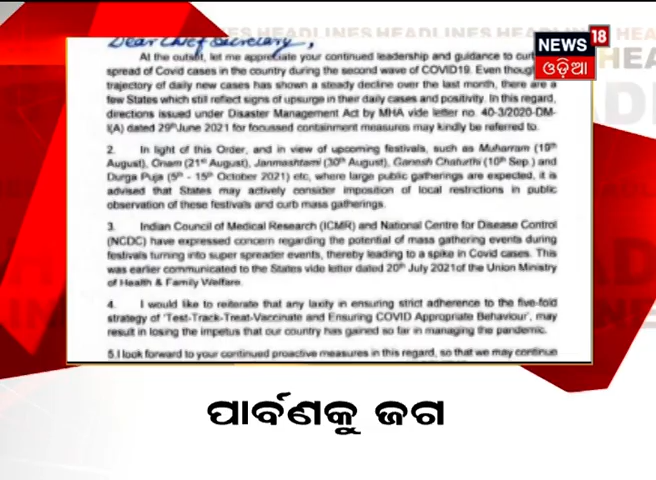 HEADLINES HEADLINES HEADLINES HEADLINES
Dear Chief Secretary,
NEWS 18
ଓଡ଼ିଆ
At the outset, let me appreciate your continued leadership and guidance to cur
spread of Covid cases in the country during the second wave of COVID19. Even though
trajectory of daily new cases has shown a steady decline over the last month, there are a
few States which still reflect signs of upsurge in their daily cases and positivity. In this regard,
directions issued under Disaster Management Act by MHA vide letter no. 40-3/2020-DM-
I(A) dated 29th June 2021 for focussed containment measures may kindly be referred to.
2. In light of this Order, and in view of upcoming festivals, such as Muharram (19th
August), Onam (21st August), Janmashtami (30th August), Ganesh Chaturthi (10th Sep.) and
Durga Puja (5th - 15th October 2021) etc, where large public gatherings are expected, it is
advised that States may actively consider imposition of local restrictions in public
observation of these festivals and curb mass gatherings.
3. Indian Council of Medical Research (ICMR) and National Centre for Disease Control
(NCDC) have expressed concern regarding the potential of mass gathering events during
festivals turning into super spreader events, thereby leading to a spike in Covid cases. This
was earlier communicated to the States vide letter dated 20th July 2021of the Union Ministry
of Health & Family Welfare.
4. I would like to reiterate that any laxity in ensuring strict adherence to the five-fold
strategy of 'Test-Track-Treat-Vaccinate and Ensuring COVID Appropriate Behaviour', may
result in losing the impetus that our country has gained so far in managing the pandemic.
5.I look forward to your continued proactive measures in this regard, so that we may continue
ପାର୍ବଣକୁ ଜଗ